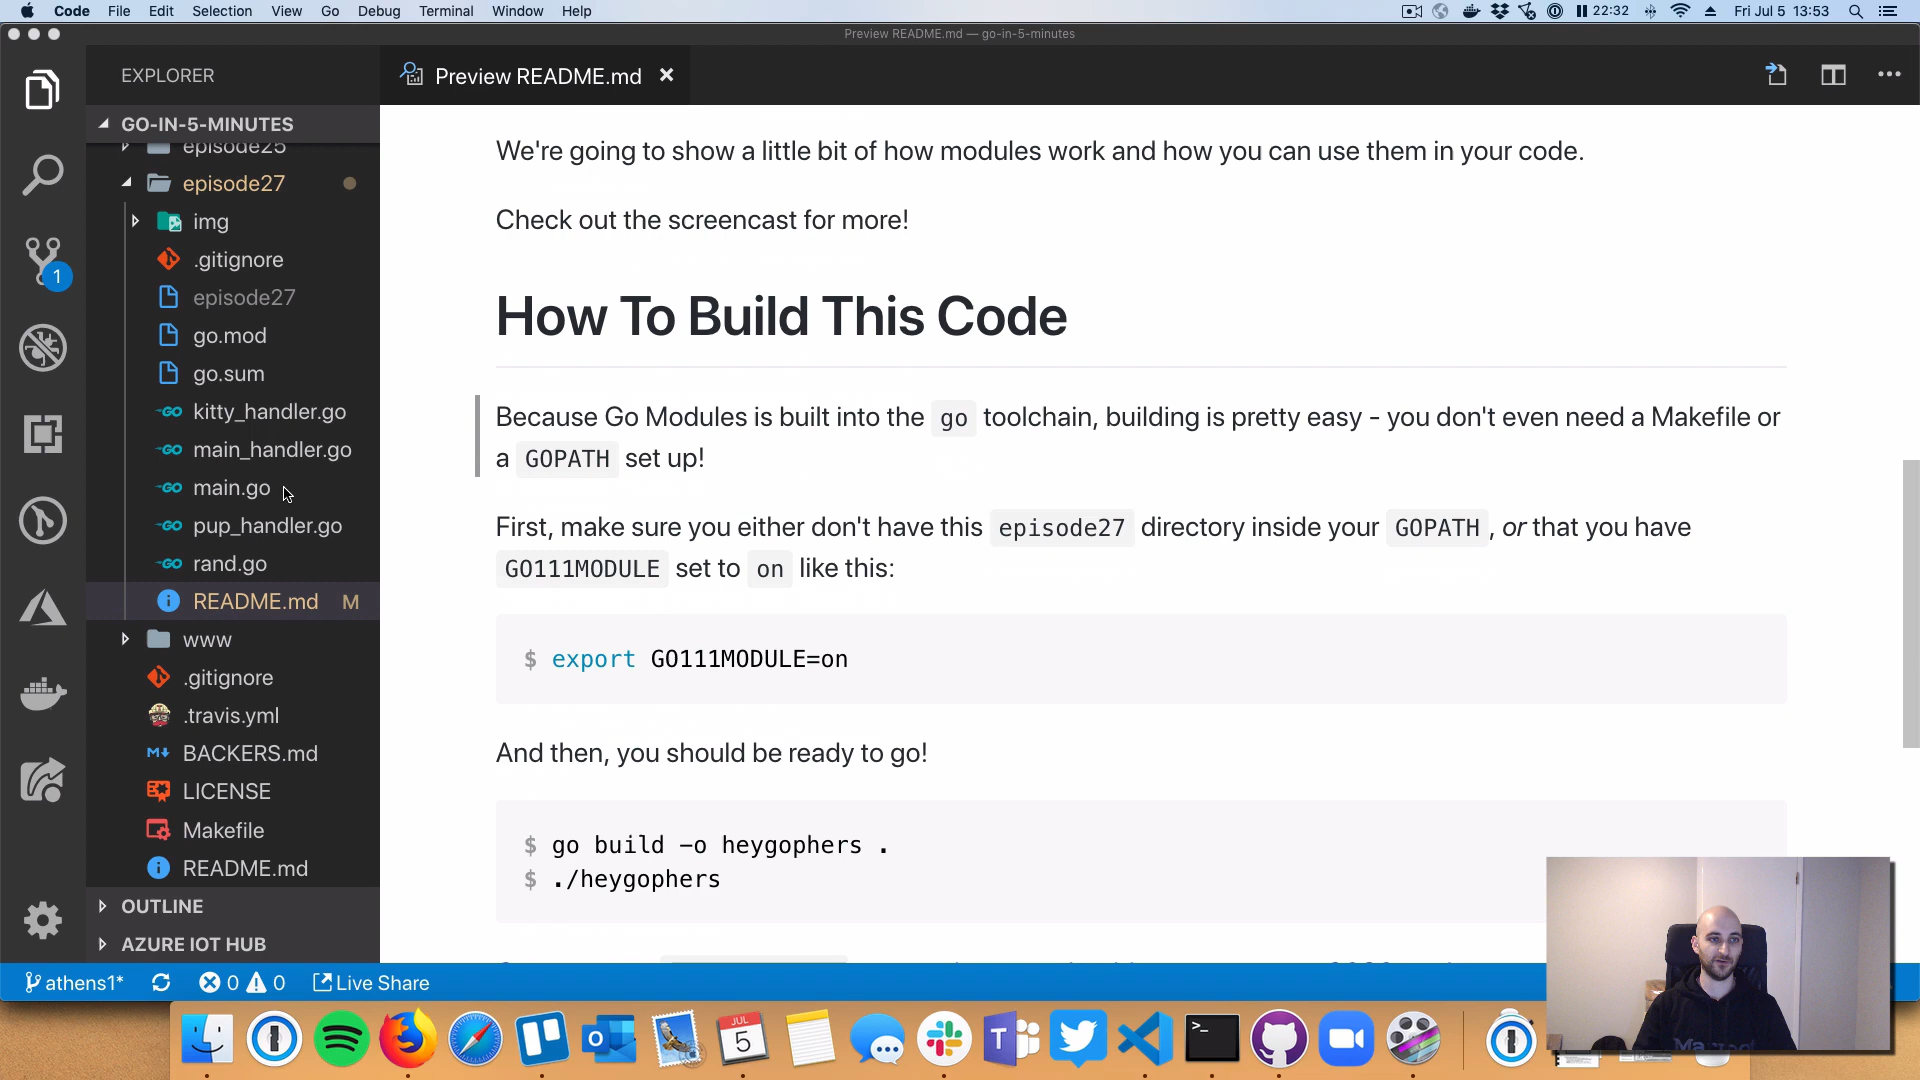 Code File Edit Selection View Go Debug Terminal Window Help
22:32 Fri Jul 5 13:53
Preview README.md — go-in-5-minutes
EXPLORER
Preview README.md
GO-IN-5-MINUTES
episode25
episode27
img
.gitignore
episode27
go.mod
go.sum
kitty_handler.go
main_handler.go
main.go
pup_handler.go
rand.go
README.md M
www
.gitignore
.travis.yml
BACKERS.md
LICENSE
Makefile
README.md
OUTLINE
AZURE IOT HUB
1
We're going to show a little bit of how modules work and how you can use them in your code.
Check out the screencast for more!
How To Build This Code
Because Go Modules is built into the go toolchain, building is pretty easy - you don't even need a Makefile or
a GOPATH set up!
First, make sure you either don't have this episode27 directory inside your GOPATH, or that you have
GO111MODULE set to on like this:
$ export GO111MODULE=on
And then, you should be ready to go!
$ go build -o heygophers .
$ ./heygophers
athens1* 0 0 Live Share
JUL
5